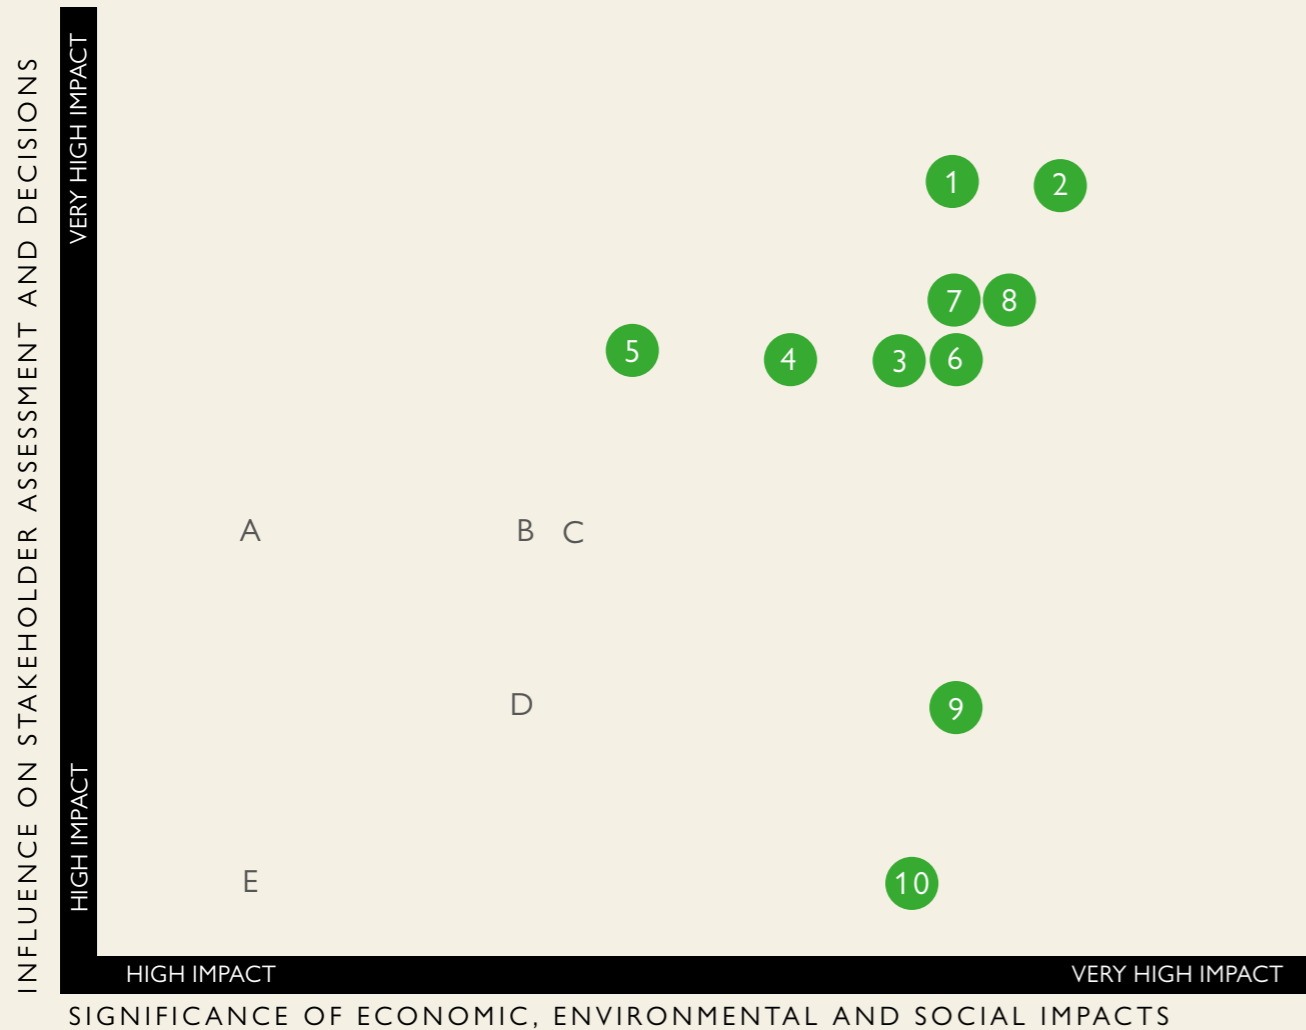 INFLUENCE ON STAKEHOLDER ASSESSMENT AND DECISIONS
VERY HIGH IMPACT
HIGH IMPACT
1
2
7
8
5
4
3
6
A
B
C
D
9
E
10
HIGH IMPACT
VERY HIGH IMPACT
SIGNIFICANCE OF ECONOMIC, ENVIRONMENTAL AND SOCIAL IMPACTS